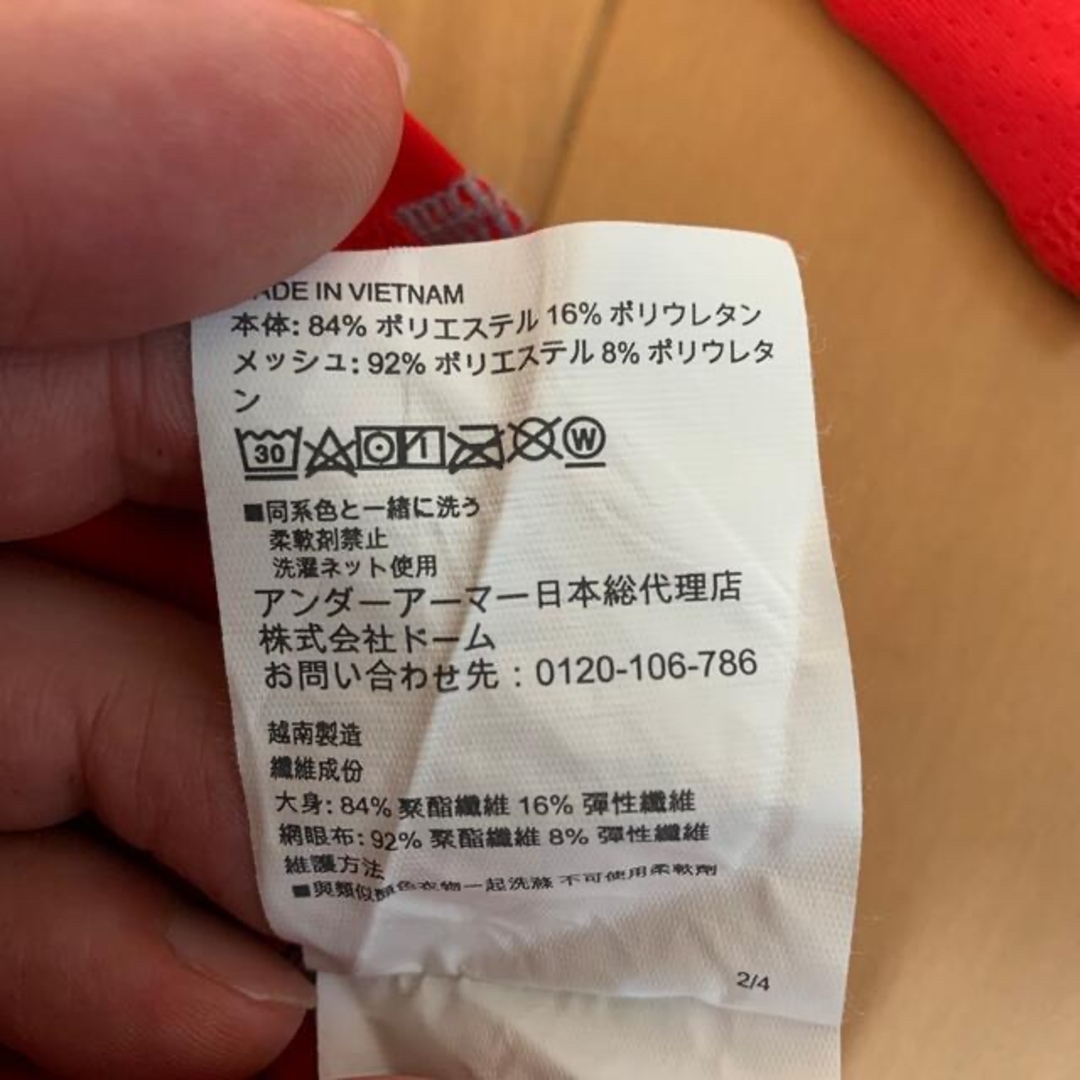 MADE IN VIETNAM
本体: 84% ポリエステル 16% ポリウレタン
メッシュ: 92% ポリエステル 8% ポリウレタ
ン
30 W
■同系色と一緒に洗う
柔軟剤禁止
洗濯ネット使用
アンダーアーマー日本総代理店
株式会社ドーム
お問い合わせ先 : 0120-106-786
越南製造
纖維成份
大身: 84% 聚酯纖維 16% 彈性纖維
網眼布: 92% 聚酯纖維 8% 彈性纖維
維護方法
■與類似顏色衣物一起洗滌 不可使用柔軟劑
2/4